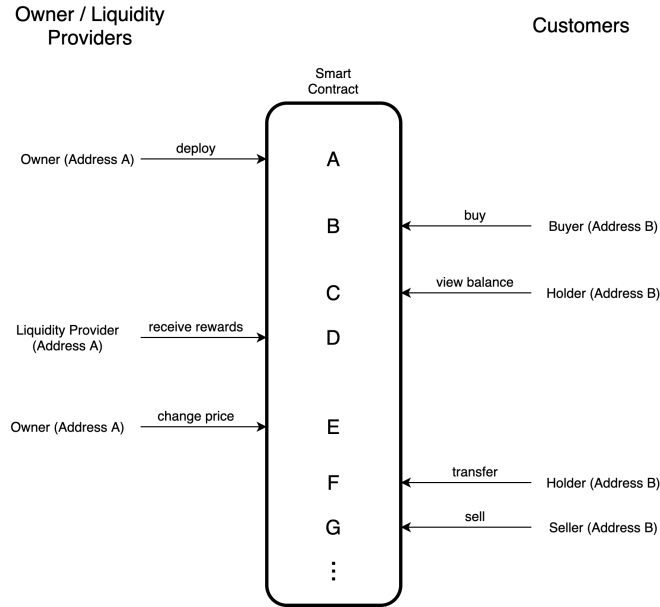 Owner / Liquidity
Providers
Customers
Smart
Contract
Owner (Address A)
deploy
A
B
buy
Buyer (Address B)
C
view balance
Holder (Address B)
Liquidity Provider
(Address A)
receive rewards
D
Owner (Address A)
change price
E
F
transfer
Holder (Address B)
G
sell
Seller (Address B)
⋮